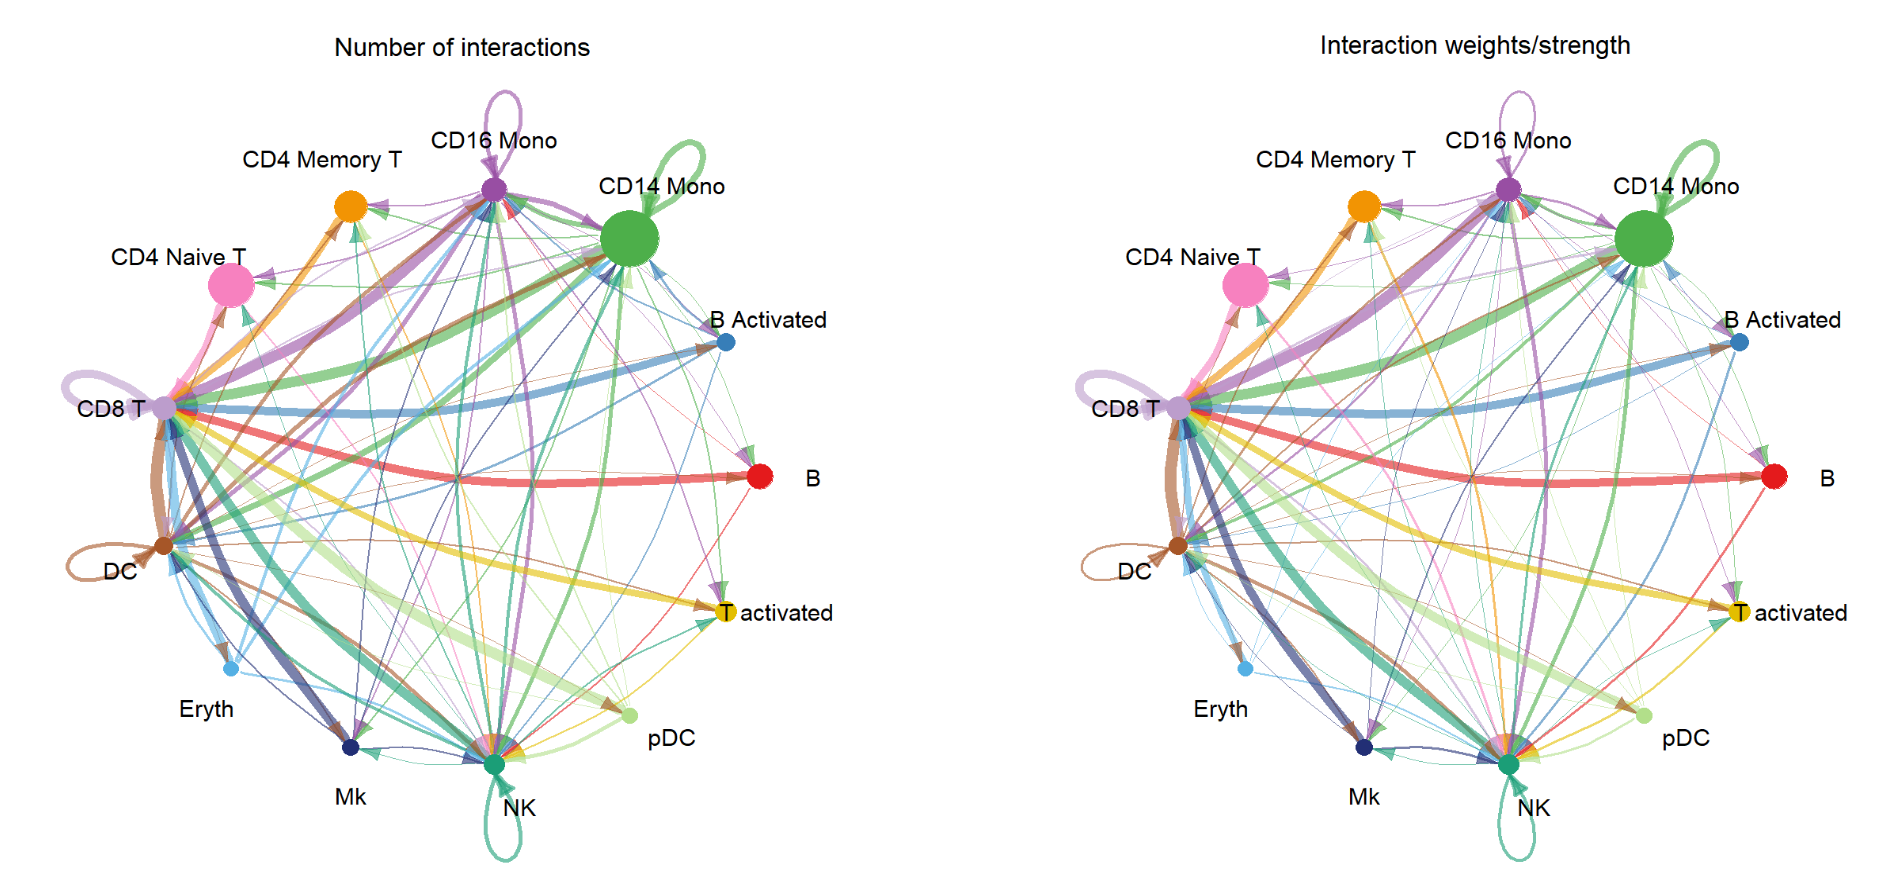 Number of interactions
CD16 Mono
CD4 Memory T
CD14 Mono
CD4 Naive T
B Activated
CD8 T
B
DC
T activated
Eryth
pDC
Mk
NK
Interaction weights/strength
CD16 Mono
CD4 Memory T
CD14 Mono
CD4 Naive T
B Activated
CD8 T
B
DC
T activated
Eryth
pDC
Mk
NK